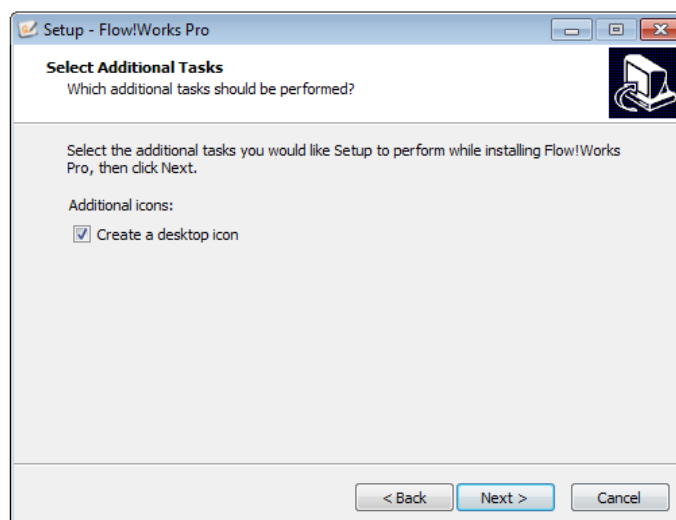 Setup - Flow!Works Pro
Select Additional Tasks
Which additional tasks should be performed?
Select the additional tasks you would like Setup to perform while installing Flow!Works
Pro, then click Next.
Additional icons:
Create a desktop icon
< Back Next > Cancel